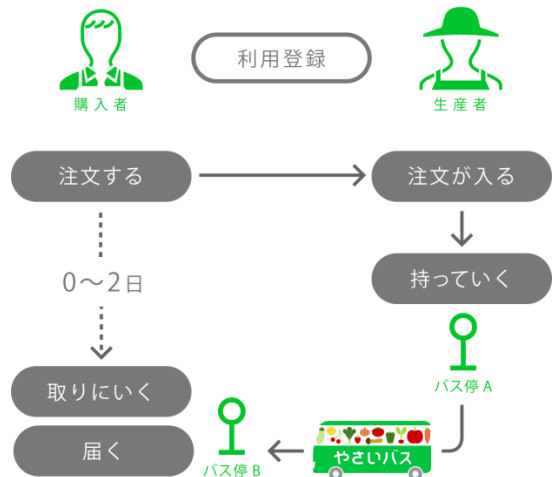 利用登録
購入者
生産者
注文する
注文が入る
0〜2日
持っていく
バス停 A
取りにいく
届く
バス停 B
やさいバス